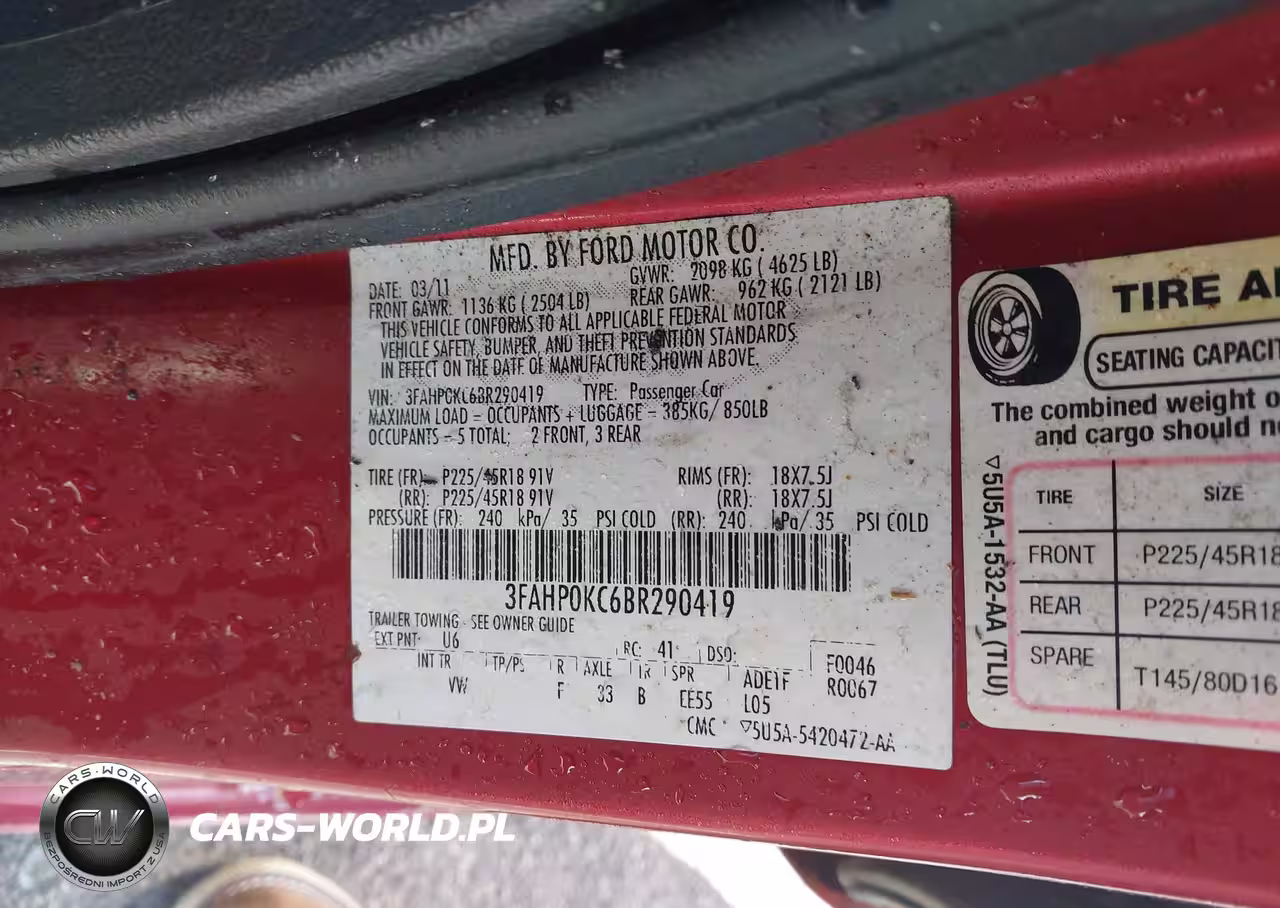 MFD. BY FORD MOTOR CO.
DATE: 03/11 GVWR: 2098 KG ( 4625 LB)
FRONT GAWR: 1136 KG ( 2504 LB) REAR GAWR: 962 KG ( 2121 LB)
THIS VEHICLE CONFORMS TO ALL APPLICABLE FEDERAL MOTOR
VEHICLE SAFETY, BUMPER, AND THEFT PREVENTION STANDARDS
IN EFFECT ON THE DATE OF MANUFACTURE SHOWN ABOVE.
VIN: 3FAHP0KC6BR290419 TYPE: Passenger Car
MAXIMUM LOAD = OCCUPANTS + LUGGAGE = 385KG/ 850LB
OCCUPANTS - 5 TOTAL: 2 FRONT, 3 REAR
TIRE (FR): P225/45R18 91V RIMS (FR): 18X7.5J
(RR): P225/45R18 91V (RR): 18X7.5J
PRESSURE (FR): 240 kPa/ 35 PSI COLD (RR): 240 kPa/ 35 PSI COLD
3FAHP0KC6BR290419
TRAILER TOWING - SEE OWNER GUIDE
EXT PNT: U6 RC: 41 DSO: F0046
INT TR TP/PS R AXLE TR SPR ADEIF R0067
VW F 33 B EE55 L05
CMC ▽5U5A-5420472-AA
TIRE A
SEATING CAPACIT
The combined weight o
and cargo should n
TIRE SIZE
FRONT P225/45R18
REAR P225/45R18
SPARE T145/80D16
▽5U5A-1532-AA (TLU)
CARS-WORLD
CW
BEZPOŚREDNI IMPORT Z USA
CARS-WORLD.PL